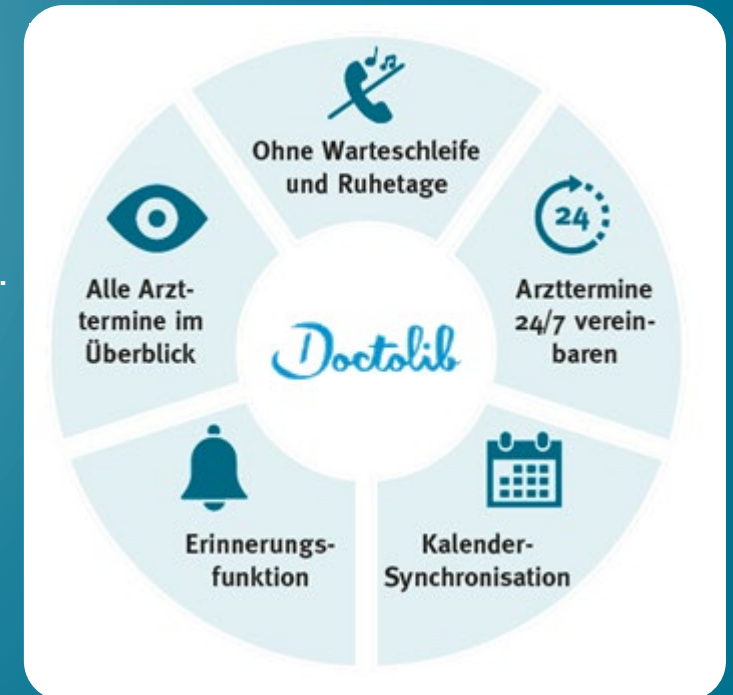 Ohne Warteschleife
und Ruhetage
24
Arzttermine
24/7 verein-
baren
Kalender-
Synchronisation
Erinnerungs-
funktion
Alle Arzt-
termine im
Überblick
Doctolib